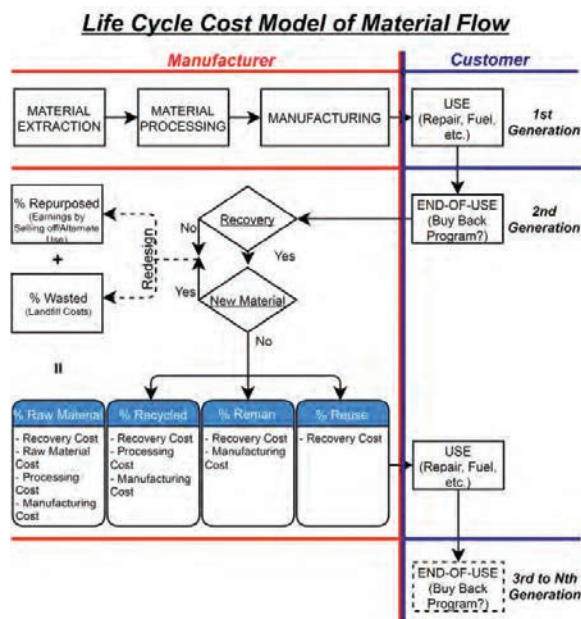 Life Cycle Cost Model of Material Flow
Manufacturer
Customer
MATERIAL
EXTRACTION
MATERIAL
PROCESSING
MANUFACTURING
USE
(Repair, Fuel,
etc.)
1st
Generation
% Repurposed
(Earnings by
Selling off/Alternate
Use)
+
% Wasted
(Landfill Costs)
=
Redesign
No
Recovery
Yes
Yes
New Material
No
END-OF-USE
(Buy Back
Program?)
2nd
Generation
% Raw Material
- Recovery Cost
- Raw Material
Cost
- Processing
Cost
- Manufacturing
Cost
% Recycled
- Recovery Cost
- Processing
Cost
- Manufacturing
Cost
% Reman
- Recovery Cost
- Manufacturing
Cost
% Reuse
- Recovery Cost
USE
(Repair, Fuel,
etc.)
END-OF-USE
(Buy Back
Program?)
3rd to Nth
Generation